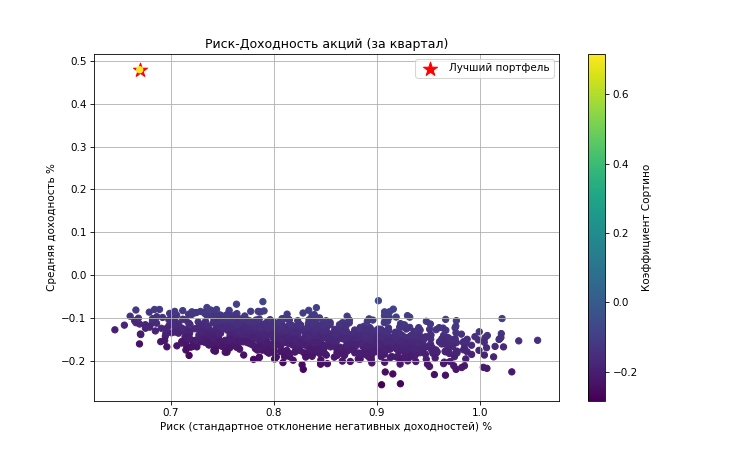 Риск-Доходность акций (за квартал)
Лучший портфель
0.5
0.4
0.3
0.2
0.1
0.0
−0.1
−0.2
Средняя доходность %
0.7 0.8 0.9 1.0
Риск (стандартное отклонение негативных доходностей) %
0.6
0.4
0.2
0.0
−0.2
Коэффициент Сортино